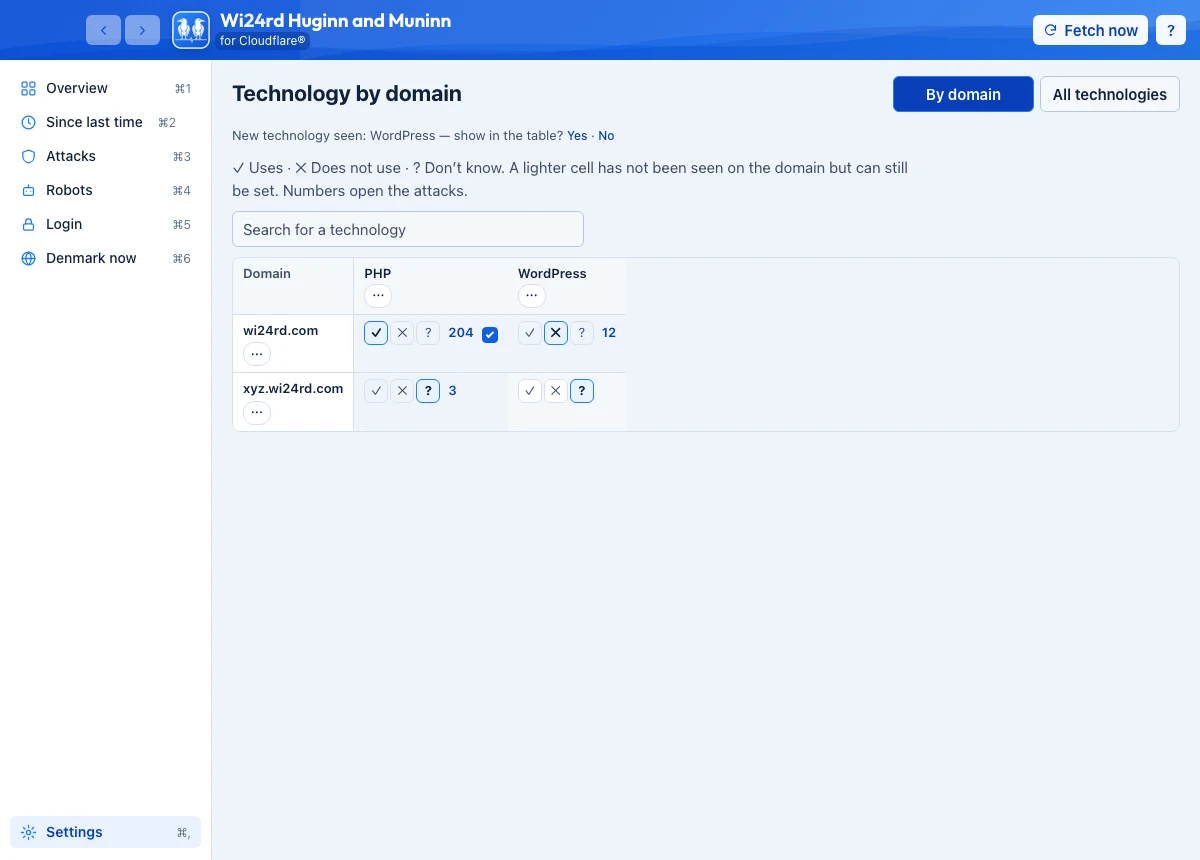 Wi24rd Huginn and Muninn
for Cloudflare®
Fetch now
?
Overview ⌘1
Since last time ⌘2
Attacks ⌘3
Robots ⌘4
Login ⌘5
Denmark now ⌘6
Settings ⌘,
Technology by domain
By domain
All technologies
New technology seen: WordPress — show in the table? Yes · No
✓ Uses · ✕ Does not use · ? Don’t know. A lighter cell has not been seen on the domain but can still
be set. Numbers open the attacks.
Search for a technology
Domain PHP WordPress
··· ···
wi24rd.com ✓ ✕ ? 204 ✓ ✕ ? 12
···
xyz.wi24rd.com ✓ ✕ ? 3 ✓ ✕ ?
···